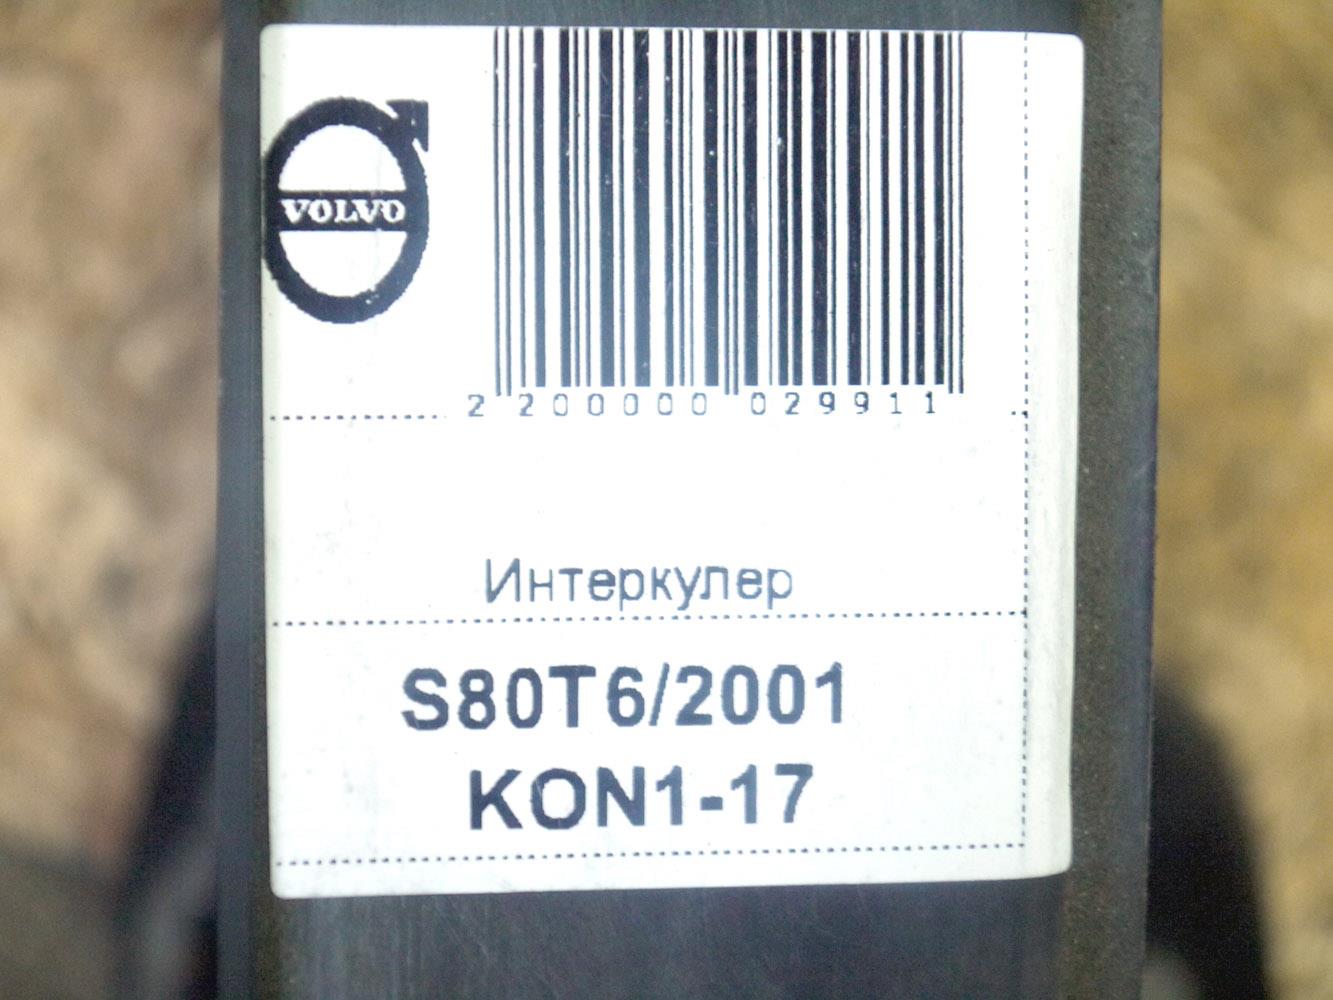 VOLVO
2 200000 029911
Интеркулер
S80T6/2001
KON1-17